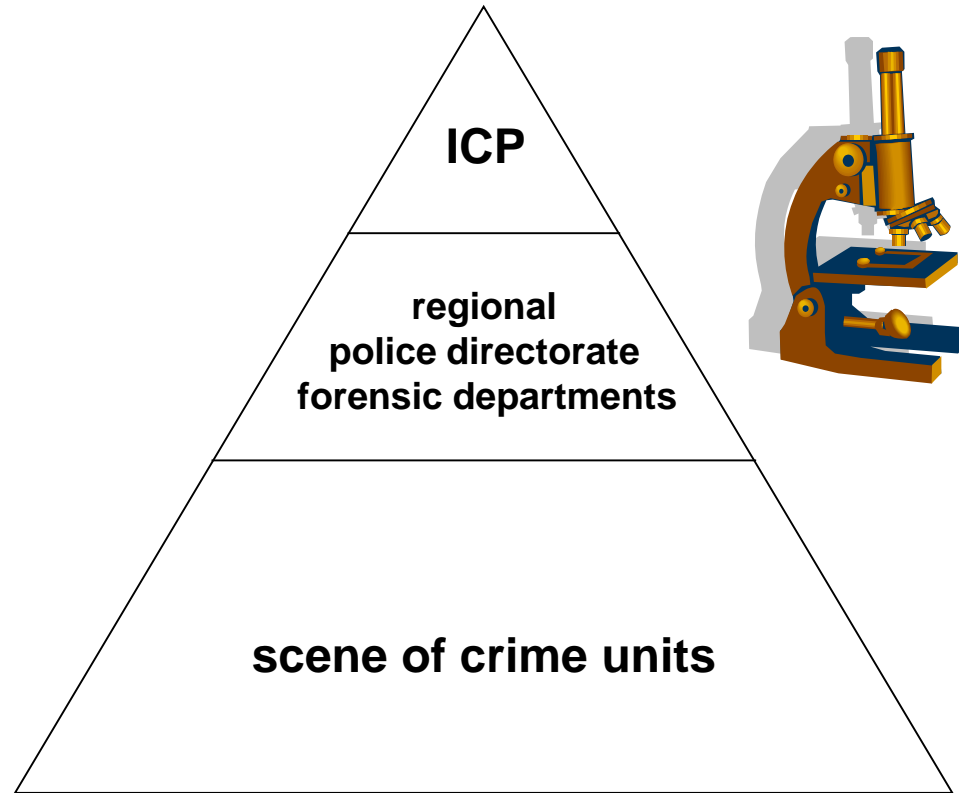 ICP
regional
police directorate
forensic departments
scene of crime units